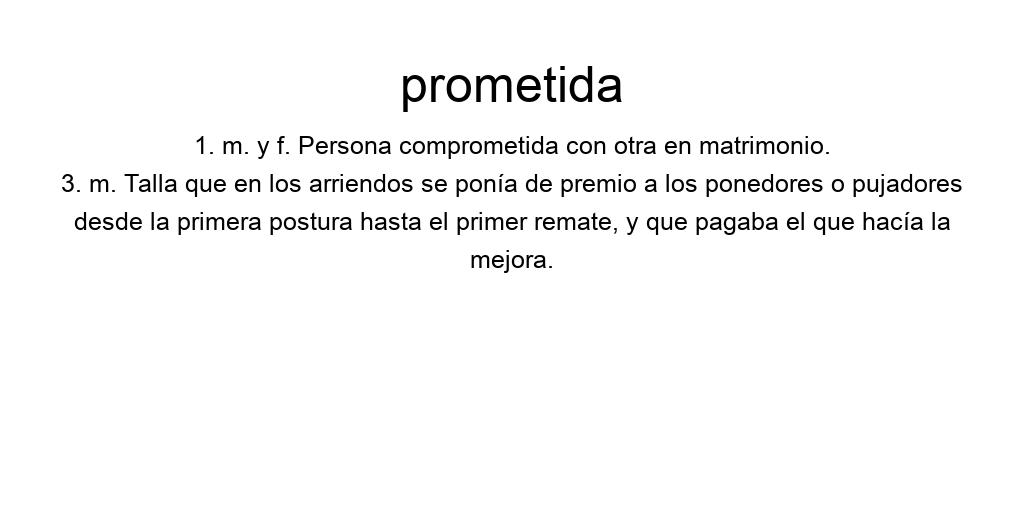 prometida
1. m. y f. Persona comprometida con otra en matrimonio.
3. m. Talla que en los arriendos se ponía de premio a los ponedores o pujadores
desde la primera postura hasta el primer remate, y que pagaba el que hacía la
mejora.